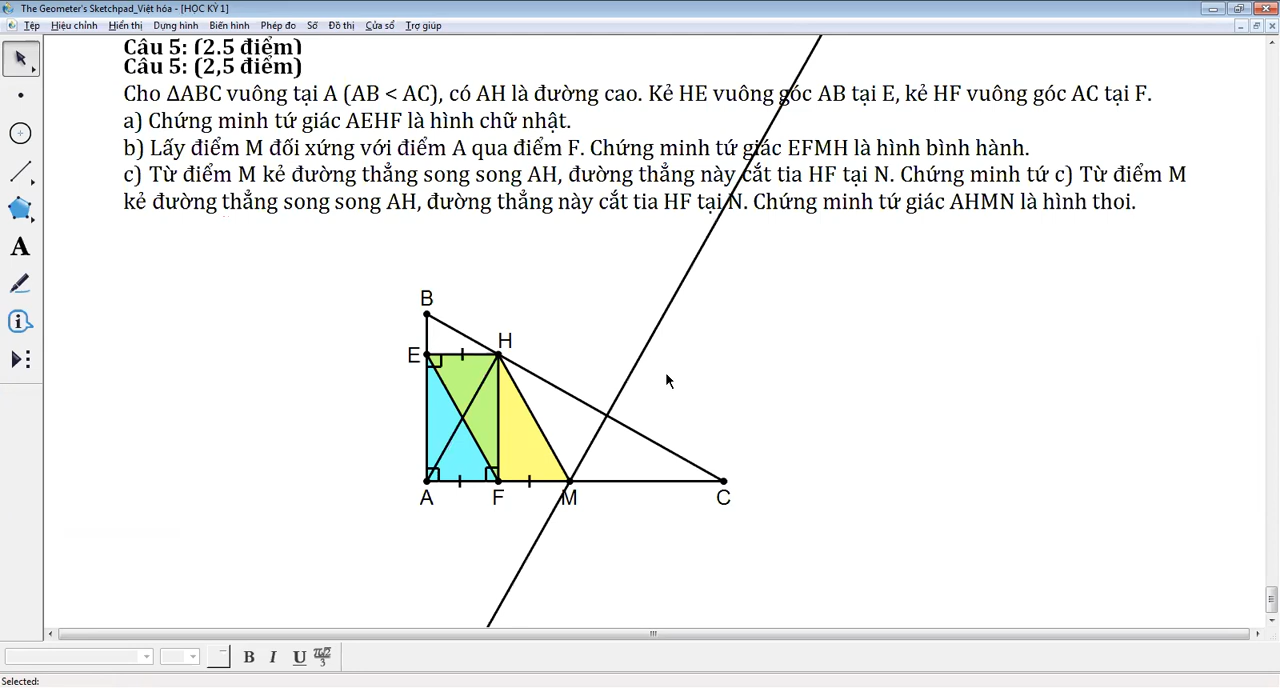 The Geometer's Sketchpad_Việt hóa - [HỌC KỲ 1]
Tệp Hiệu chỉnh Hiển thị Dựng hình Biến hình Phép đo Số Đồ thị Cửa sổ Trợ giúp
Câu 5: (2,5 điểm)
Câu 5: (2,5 điểm)
Cho ΔABC vuông tại A (AB < AC), có AH là đường cao. Kẻ HE vuông góc AB tại E, kẻ HF vuông góc AC tại F.
a) Chứng minh tứ giác AEHF là hình chữ nhật.
b) Lấy điểm M đối xứng với điểm A qua điểm F. Chứng minh tứ giác EFMH là hình bình hành.
c) Từ điểm M kẻ đường thẳng song song AH, đường thẳng này cắt tia HF tại N. Chứng minh tứ c) Từ điểm M
kẻ đường thẳng song song AH, đường thẳng này cắt tia HF tại N. Chứng minh tứ giác AHMN là hình thoi.
B
H
E
A F M C
A
B I U
Selected: